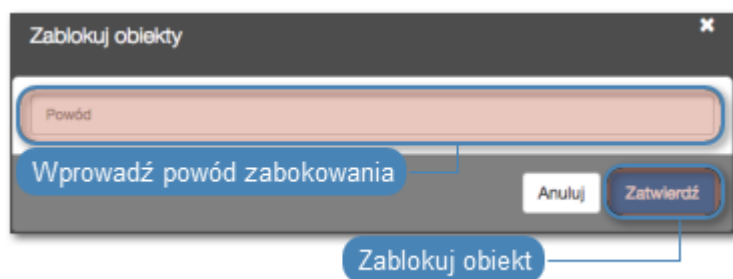 Zablokuj obiekty
Powód
Wprowadź powód zabokowania
Anuluj
Zatwierdź
Zablokuj obiekt